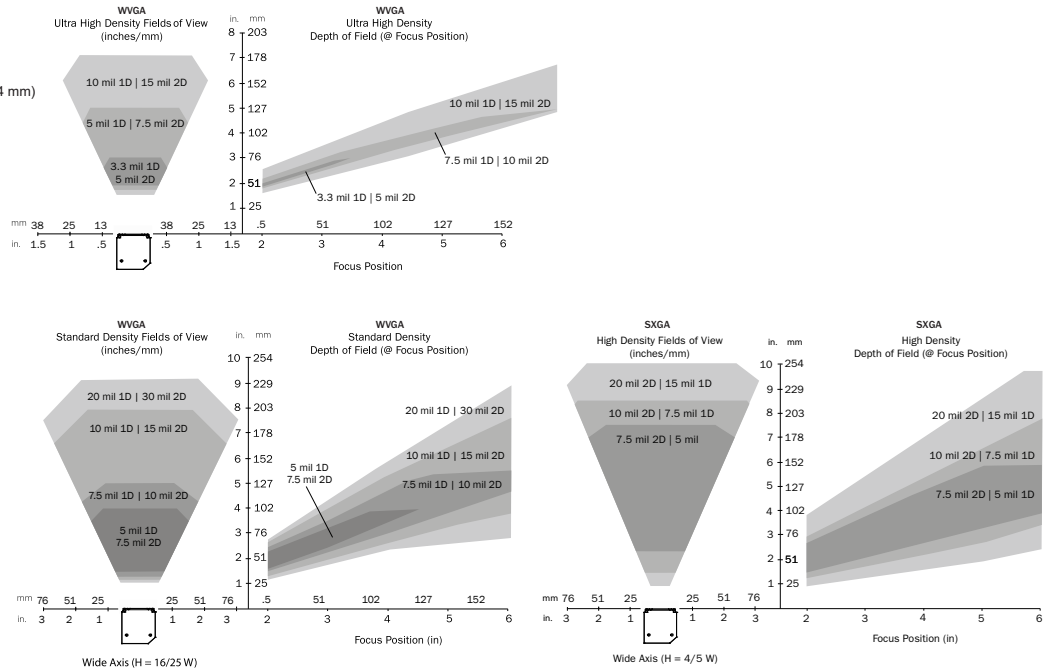 WVGA
Ultra High Density Fields of View
(inches/mm)
4 mm)
10 mil 1D | 15 mil 2D
5 mil 1D | 7.5 mil 2D
3.3 mil 1D
5 mil 2D
mm 38 25 13 38 25 13
in. 1.5 1 .5 .5 1 1.5
WVGA
Ultra High Density
Depth of Field (@ Focus Position)
in. mm
8 203
7 178
6 152
5 127
4 102
3 76
2 51
1 25
10 mil 1D | 15 mil 2D
7.5 mil 1D | 10 mil 2D
3.3 mil 1D | 5 mil 2D
.5 51 102 127 152
2 3 4 5 6
Focus Position
WVGA
Standard Density Fields of View
(inches/mm)
20 mil 1D | 30 mil 2D
10 mil 1D | 15 mil 2D
7.5 mil 1D | 10 mil 2D
5 mil 1D
7.5 mil 2D
mm 76 51 25 25 51 76
in. 3 2 1 1 2 3
Wide Axis (H = 16/25 W)
WVGA
Standard Density
Depth of Field (@ Focus Position)
in. mm
10 254
9 229
8 203
7 178
6 152
5 127
4 102
3 76
2 51
1 25
20 mil 1D | 30 mil 2D
10 mil 1D | 15 mil 2D
5 mil 1D
7.5 mil 2D
7.5 mil 1D | 10 mil 2D
.5 51 102 127 152
2 3 4 5 6
Focus Position (in)
SXGA
High Density Fields of View
(inches/mm)
20 mil 2D | 15 mil 1D
10 mil 2D | 7.5 mil 1D
7.5 mil 2D | 5 mil
mm 76 51 25 25 51 76
in. 3 2 1 1 2 3
Wide Axis (H = 4/5 W)
SXGA
High Density
Depth of Field (@ Focus Position)
in. mm
10 254
9 229
8 203
7 178
6 152
5 127
4 102
3 76
2 51
1 25
20 mil 2D | 15 mil 1D
10 mil 2D | 7.5 mil 1D
7.5 mil 2D | 5 mil 1D
2 3 4 5 6
Focus Position (in)